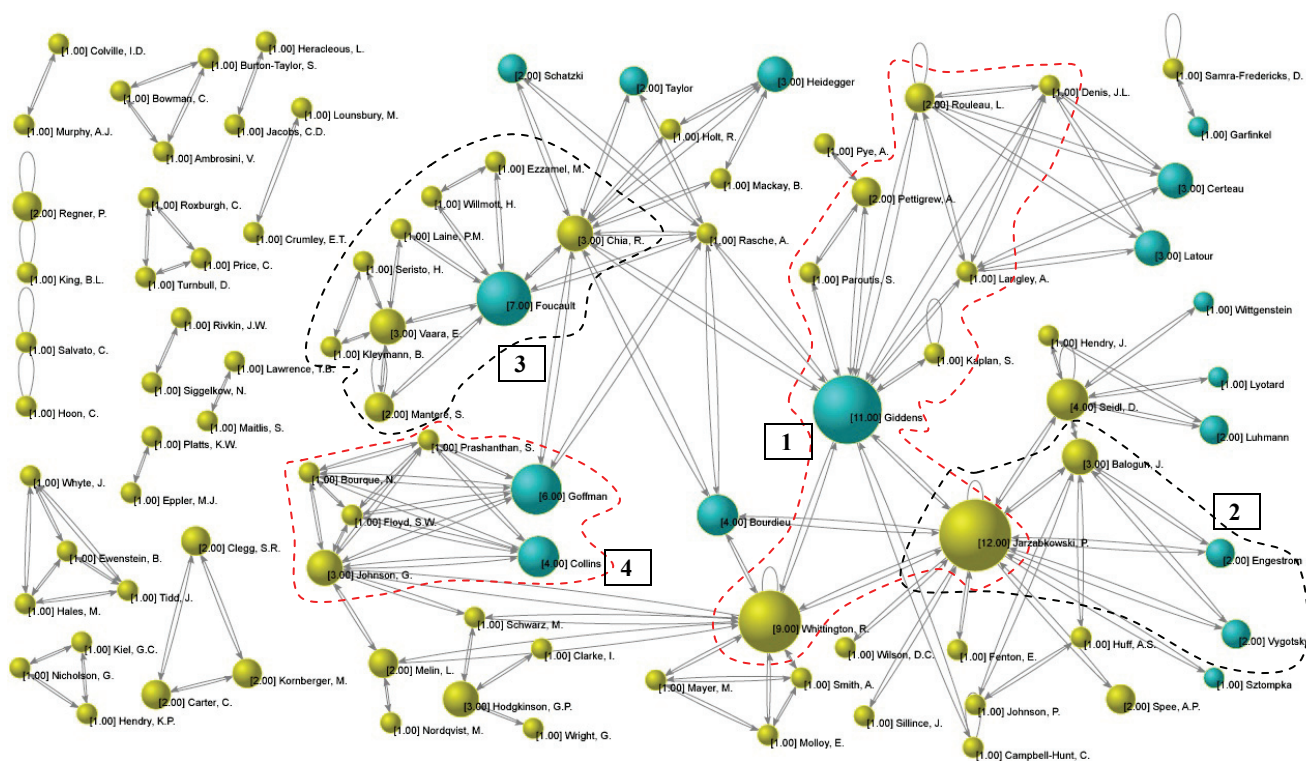 [1.00] Colville, I.D.
[1.00] Burton-Taylor, S.
[1.00] Heracleous, L.
[2.00] Schatzki
[2.00] Taylor
[3.00] Heidegger
[1.00] Samra-Fredericks, D.
[1.00] Bowman, C.
[1.00] Lounsbury, M.
[2.00] Rouleau, L.
[1.00] Denis, J.L.
[1.00] Murphy, A.J.
[1.00] Jacobs, C.D.
[1.00] Holt, R.
[1.00] Garfinkel
[1.00] Ambrosini, V.
[1.00] Pye, A.
[1.00] Ezzamel, M.
[1.00] Mackay, B.
[3.00] Certeau
[2.00] Pettigrew, A.
[1.00] Roxburgh, C.
[1.00] Willmott, H.
[2.00] Regner, P.
[1.00] Laine, P.M.
[1.00] Crumley, E.T.
[3.00] Chia, R.
[1.00] Rasche, A.
[3.00] Latour
[1.00] Price, C.
[1.00] King, B.L.
[1.00] Turnbull, D.
[1.00] Seristo, H.
[1.00] Paroutis, S.
[1.00] Langley, A.
[7.00] Foucault
[1.00] Wittgenstein
[1.00] Rivkin, J.W.
[3.00] Vaara, E.
[1.00] Hendry, J.
[1.00] Salvato, C.
[1.00] Kleymann, B.
3
[1.00] Kaplan, S.
[1.00] Lawrence, T.B.
[1.00] Lyotard
[1.00] Siggelkow, N.
[4.00] Seidl, D.
[1.00] Hoon, C.
[2.00] Mantere, S.
[11.00] Giddens
[1.00] Maitlis, S.
[2.00] Luhmann
[1.00] Platts, K.W.
1
[1.00] Prashanthan, S.
[3.00] Balogun, J.
[1.00] Whyte, J.
[1.00] Bourque, N.
[1.00] Eppler, M.J.
[6.00] Goffman
2
[4.00] Bourdieu
[1.00] Floyd, S.W.
[12.00] Jarzabkowski, P.
[2.00] Clegg, S.R.
[1.00] Ewenstein, B.
[2.00] Engestrom
[4.00] Collins
4
[3.00] Johnson, G.
[1.00] Tidd, J.
[1.00] Hales, M.
[1.00] Schwarz, M.
[9.00] Whittington, R.
[2.00] Vygotsky
[1.00] Huff, A.S.
[1.00] Kiel, G.C.
[1.00] Clarke, I.
[1.00] Wilson, D.C.
[1.00] Fenton, E.
[1.00] Nicholson, G.
[2.00] Melin, L.
[2.00] Kornberger, M.
[1.00] Mayer, M.
[1.00] Smith, A.
[1.00] Sztompka
[2.00] Carter, C.
[3.00] Hodgkinson, G.P.
[1.00] Johnson, P.
[2.00] Spee, A.P.
[1.00] Hendry, K.P.
[1.00] Nordqvist, M.
[1.00] Wright, G.
[1.00] Sillince, J.
[1.00] Molloy, E.
[1.00] Campbell-Hunt, C.